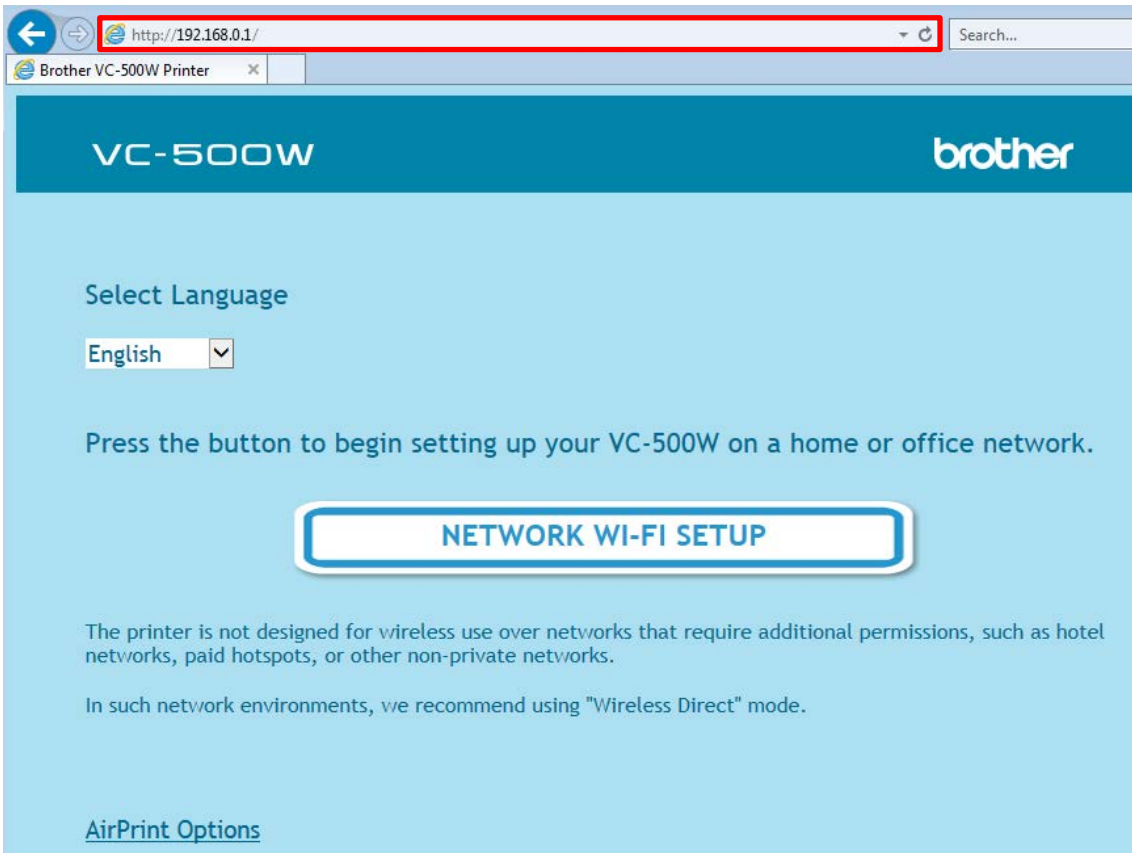 http://192.168.0.1/
Search...
Brother VC-500W Printer
VC-500W
brother
Select Language
English
Press the button to begin setting up your VC-500W on a home or office network.
NETWORK WI-FI SETUP
The printer is not designed for wireless use over networks that require additional permissions, such as hotel
networks, paid hotspots, or other non-private networks.
In such network environments, we recommend using "Wireless Direct" mode.
AirPrint Options